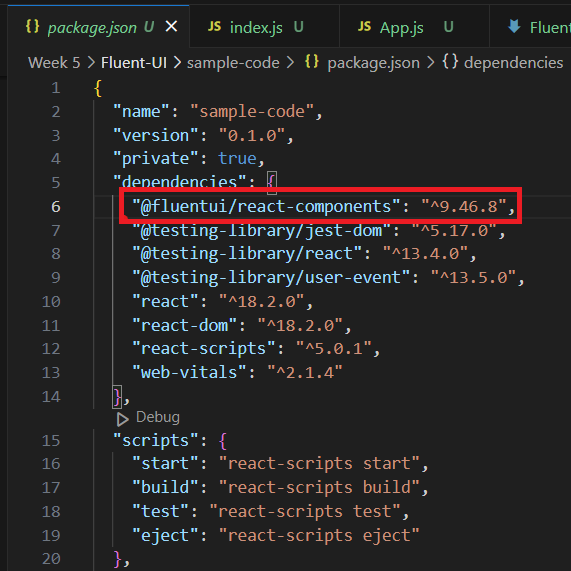 {} package.json U × JS index.js U JS App.js U Fluent
Week 5 > Fluent-UI > sample-code > {} package.json > {} dependencies
1 {
2 "name": "sample-code",
3 "version": "0.1.0",
4 "private": true,
5 "dependencies": {
6 "@fluentui/react-components": "^9.46.8",
7 "@testing-library/jest-dom": "^5.17.0",
8 "@testing-library/react": "^13.4.0",
9 "@testing-library/user-event": "^13.5.0",
10 "react": "^18.2.0",
11 "react-dom": "^18.2.0",
12 "react-scripts": "^5.0.1",
13 "web-vitals": "^2.1.4"
14 },
Debug
15 "scripts": {
16 "start": "react-scripts start",
17 "build": "react-scripts build",
18 "test": "react-scripts test",
19 "eject": "react-scripts eject"
20 },